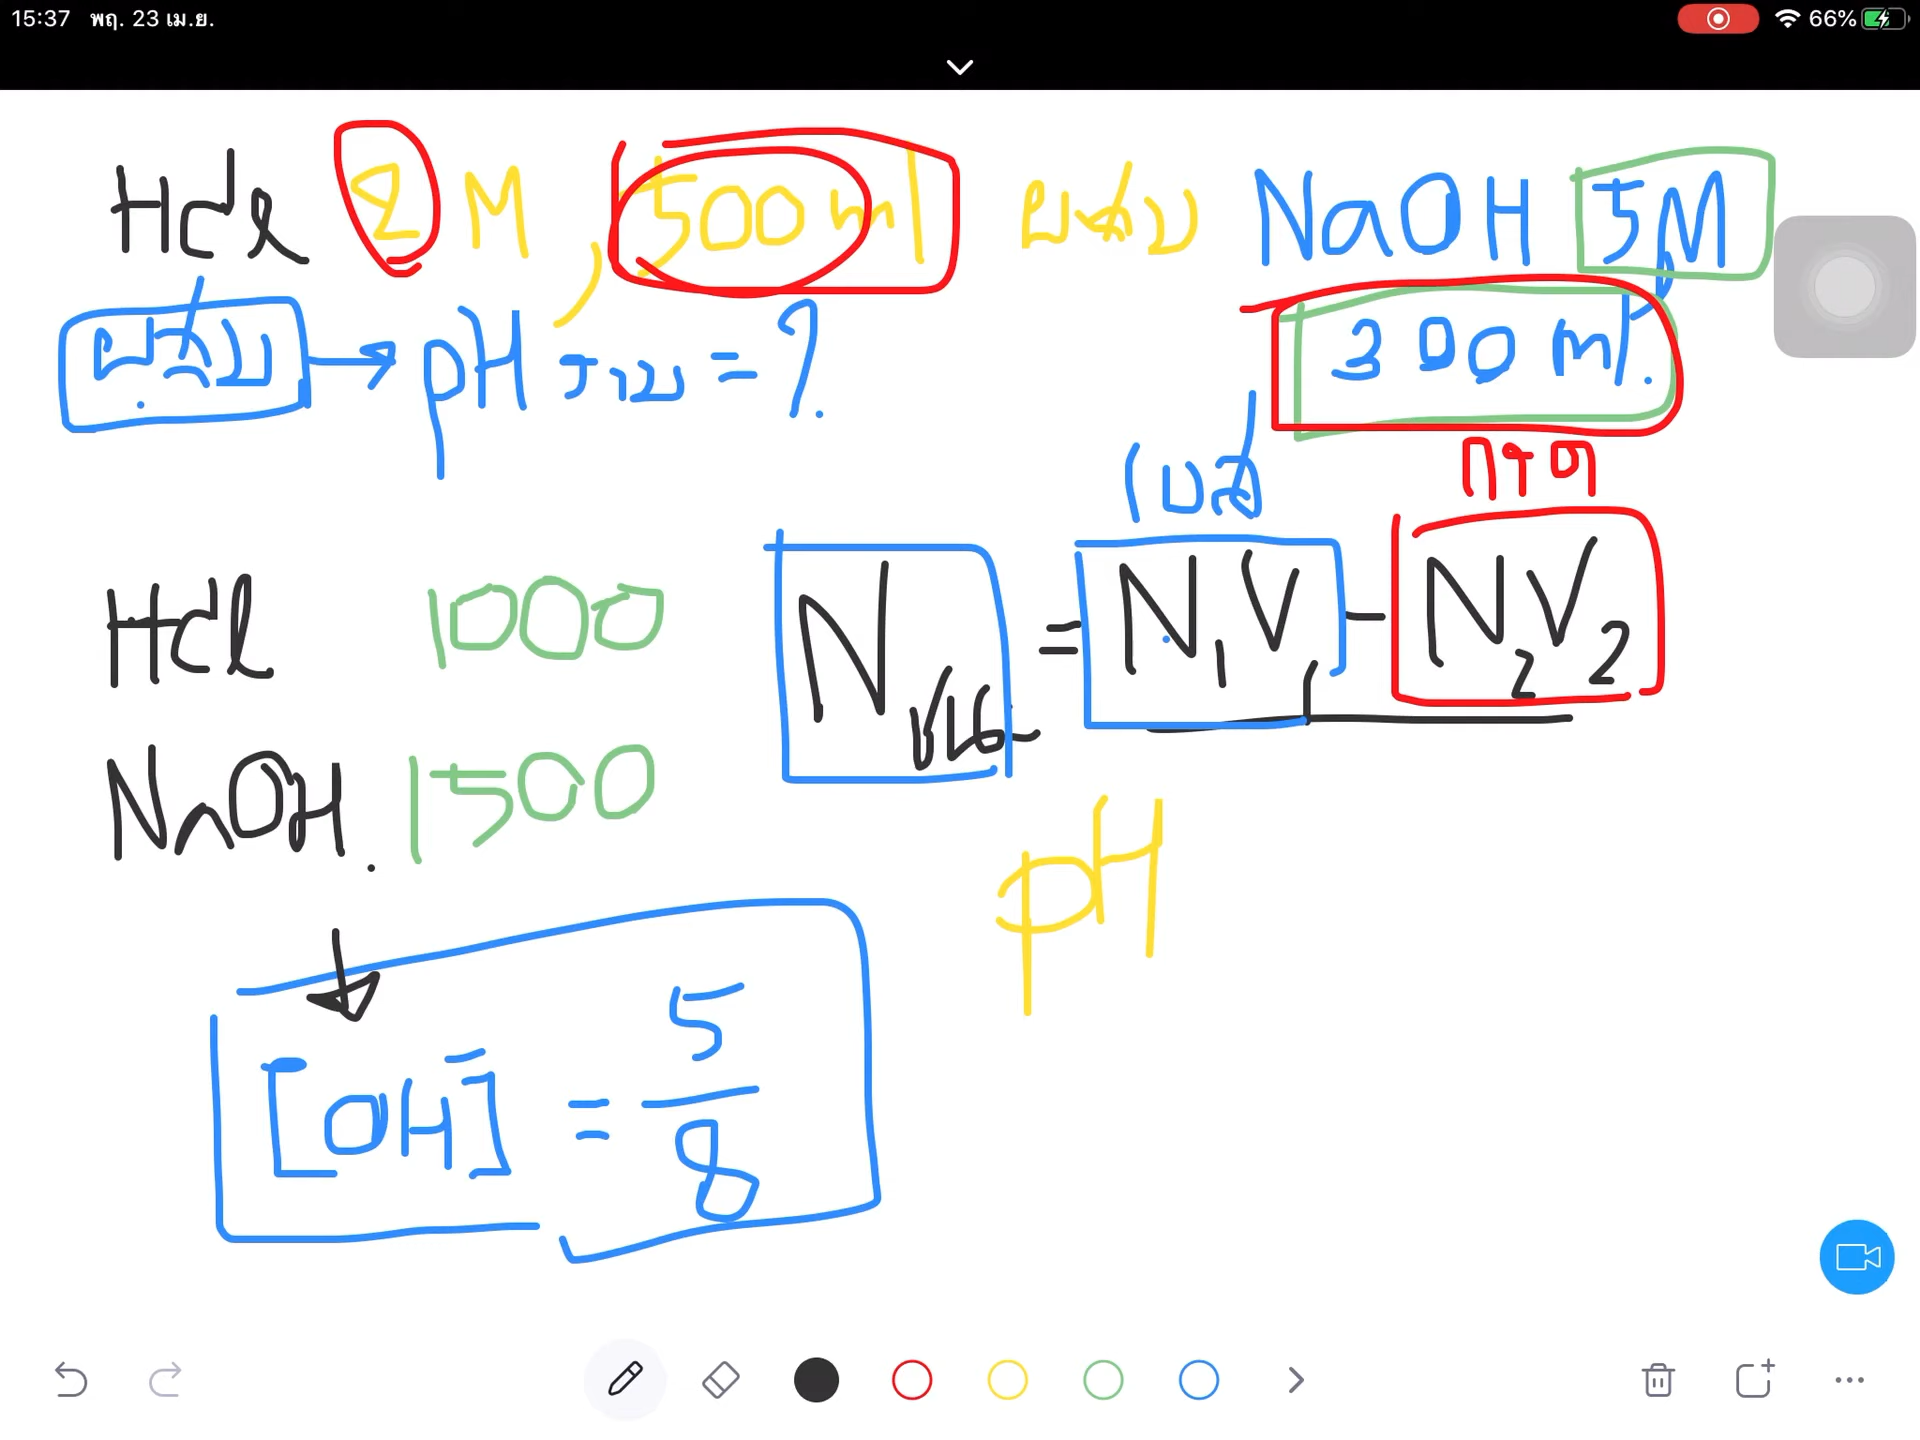 15:37 พฤ. 23 เม.ย. 66%
HCl 2 M , 500 ml ผสม NaOH 5M ,
ผสม → pH รวม = ? 300 ml.
เบส กรด
HCl 1000 N = N₁V₁ - N₂V₂
NaOH. 1500
pH
[OH⁻] = 5/8